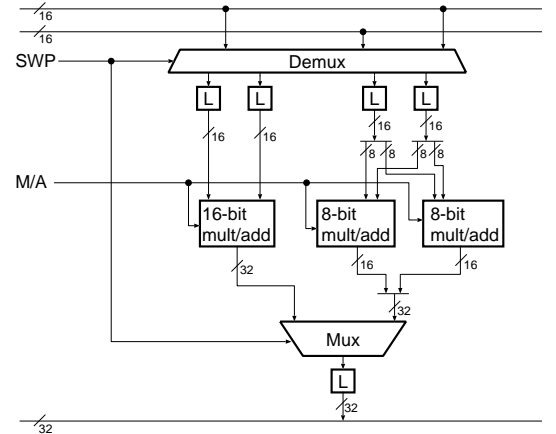 16
16
SWP
Demux
L L L L
16 16 16 16
8 8 8 8
M/A
16-bit mult/add
8-bit mult/add
8-bit mult/add
32
16
16
32
Mux
L
32
32